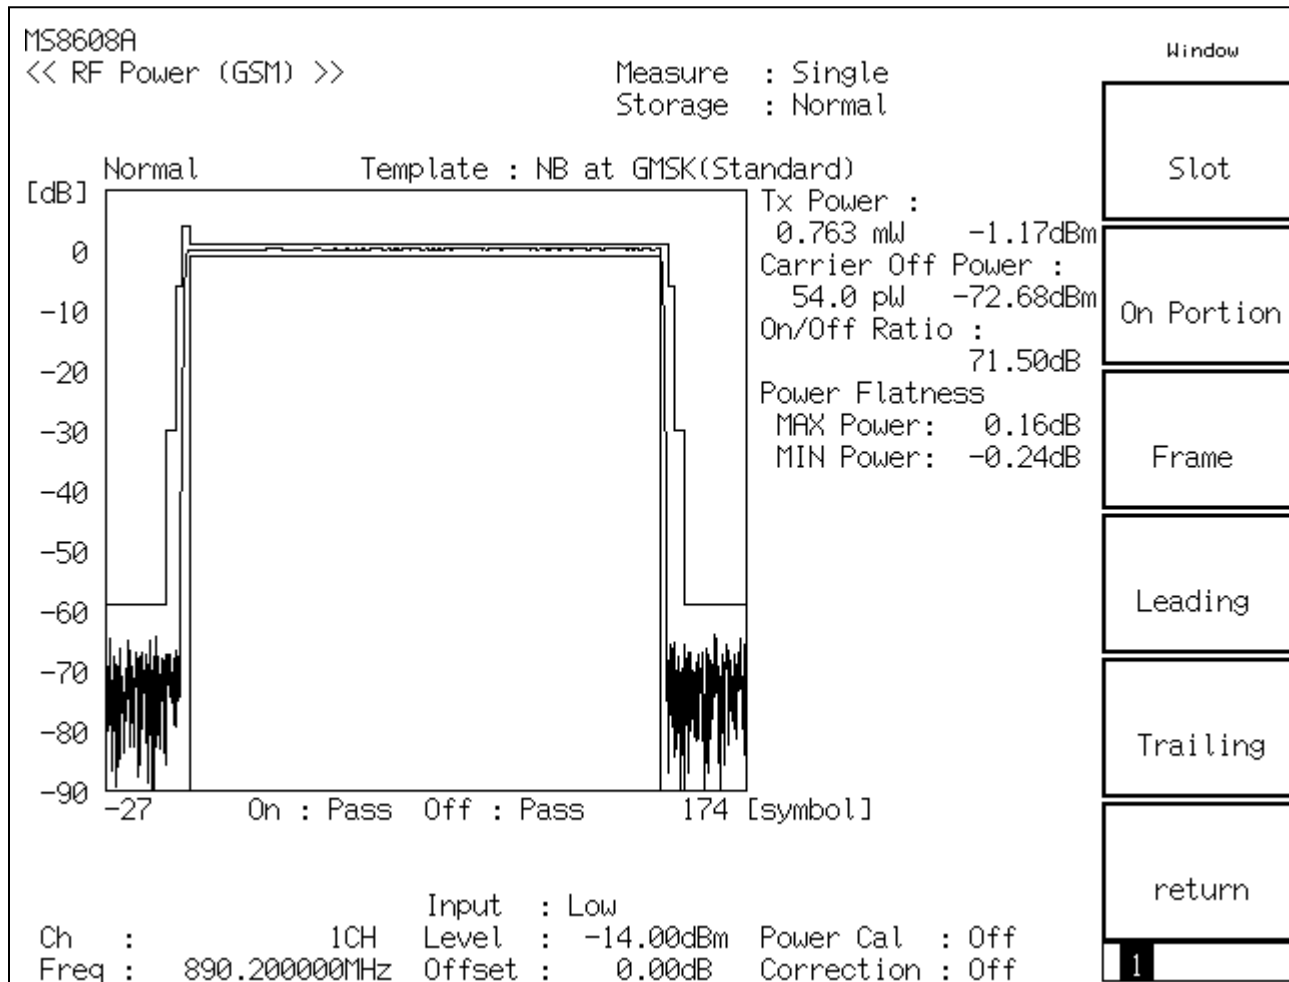 MS8608A
<< RF Power (GSM) >>
Measure : Single
Storage : Normal
Window
Slot
On Portion
Frame
Leading
Trailing
return
1
Normal Template : NB at GMSK(Standard)
[dB]
0
-10
-20
-30
-40
-50
-60
-70
-80
-90
-27 On : Pass Off : Pass 174 [symbol]
Tx Power :
0.763 mW -1.17dBm
Carrier Off Power :
54.0 pW -72.68dBm
On/Off Ratio :
71.50dB
Power Flatness
MAX Power: 0.16dB
MIN Power: -0.24dB
Input : Low
Ch : 1CH Level : -14.00dBm Power Cal : Off
Freq : 890.200000MHz Offset : 0.00dB Correction : Off